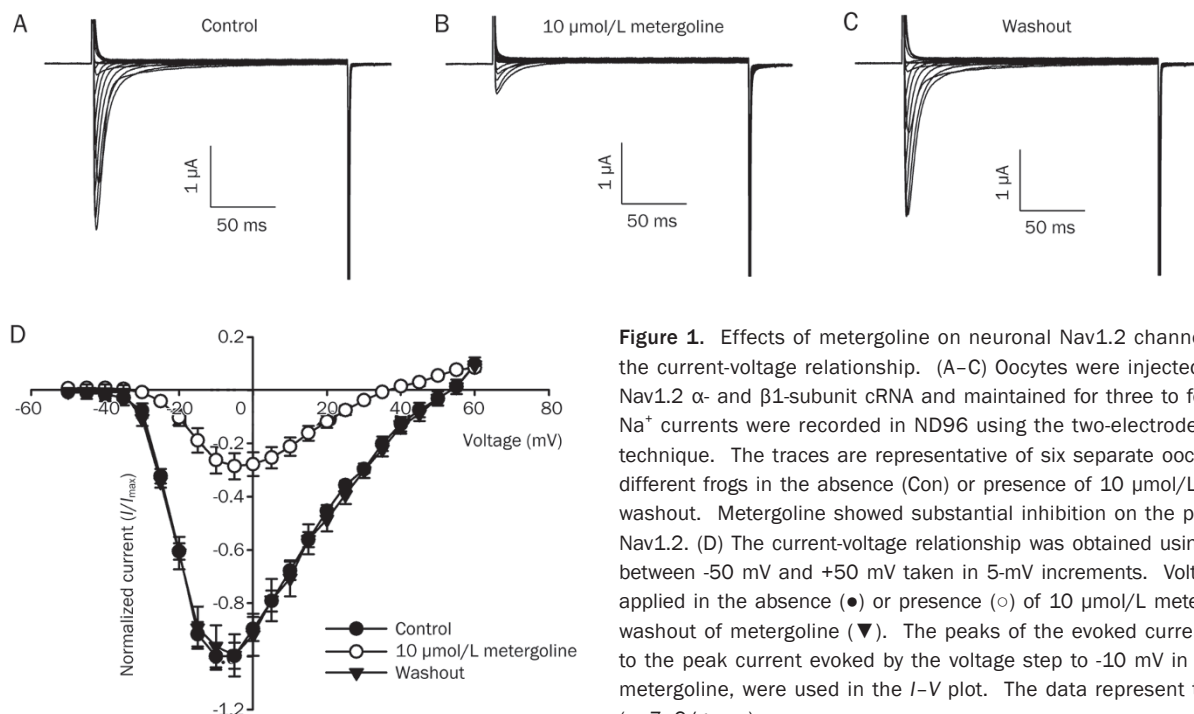 A
Control
1 µA
50 ms
B
10 µmol/L metergoline
1 µA
50 ms
C
Washout
1 µA
50 ms
D
0.2
-60 -40 -20 0 20 40 60 80
Voltage (mV)
-0.2
-0.4
-0.6
-0.8
-1.2
Normalized current (I/Imax)
Control
10 µmol/L metergoline
Washout
Figure 1. Effects of metergoline on neuronal Nav1.2 channe
the current-voltage relationship. (A–C) Oocytes were injected
Nav1.2 α- and β1-subunit cRNA and maintained for three to f
Na+ currents were recorded in ND96 using the two-electrode
technique. The traces are representative of six separate ooc
different frogs in the absence (Con) or presence of 10 µmol/L
washout. Metergoline showed substantial inhibition on the p
Nav1.2. (D) The current-voltage relationship was obtained usin
between -50 mV and +50 mV taken in 5-mV increments. Volt
applied in the absence (●) or presence (○) of 10 µmol/L mete
washout of metergoline (▼). The peaks of the evoked curre
to the peak current evoked by the voltage step to -10 mV in
metergoline, were used in the I–V plot. The data represent